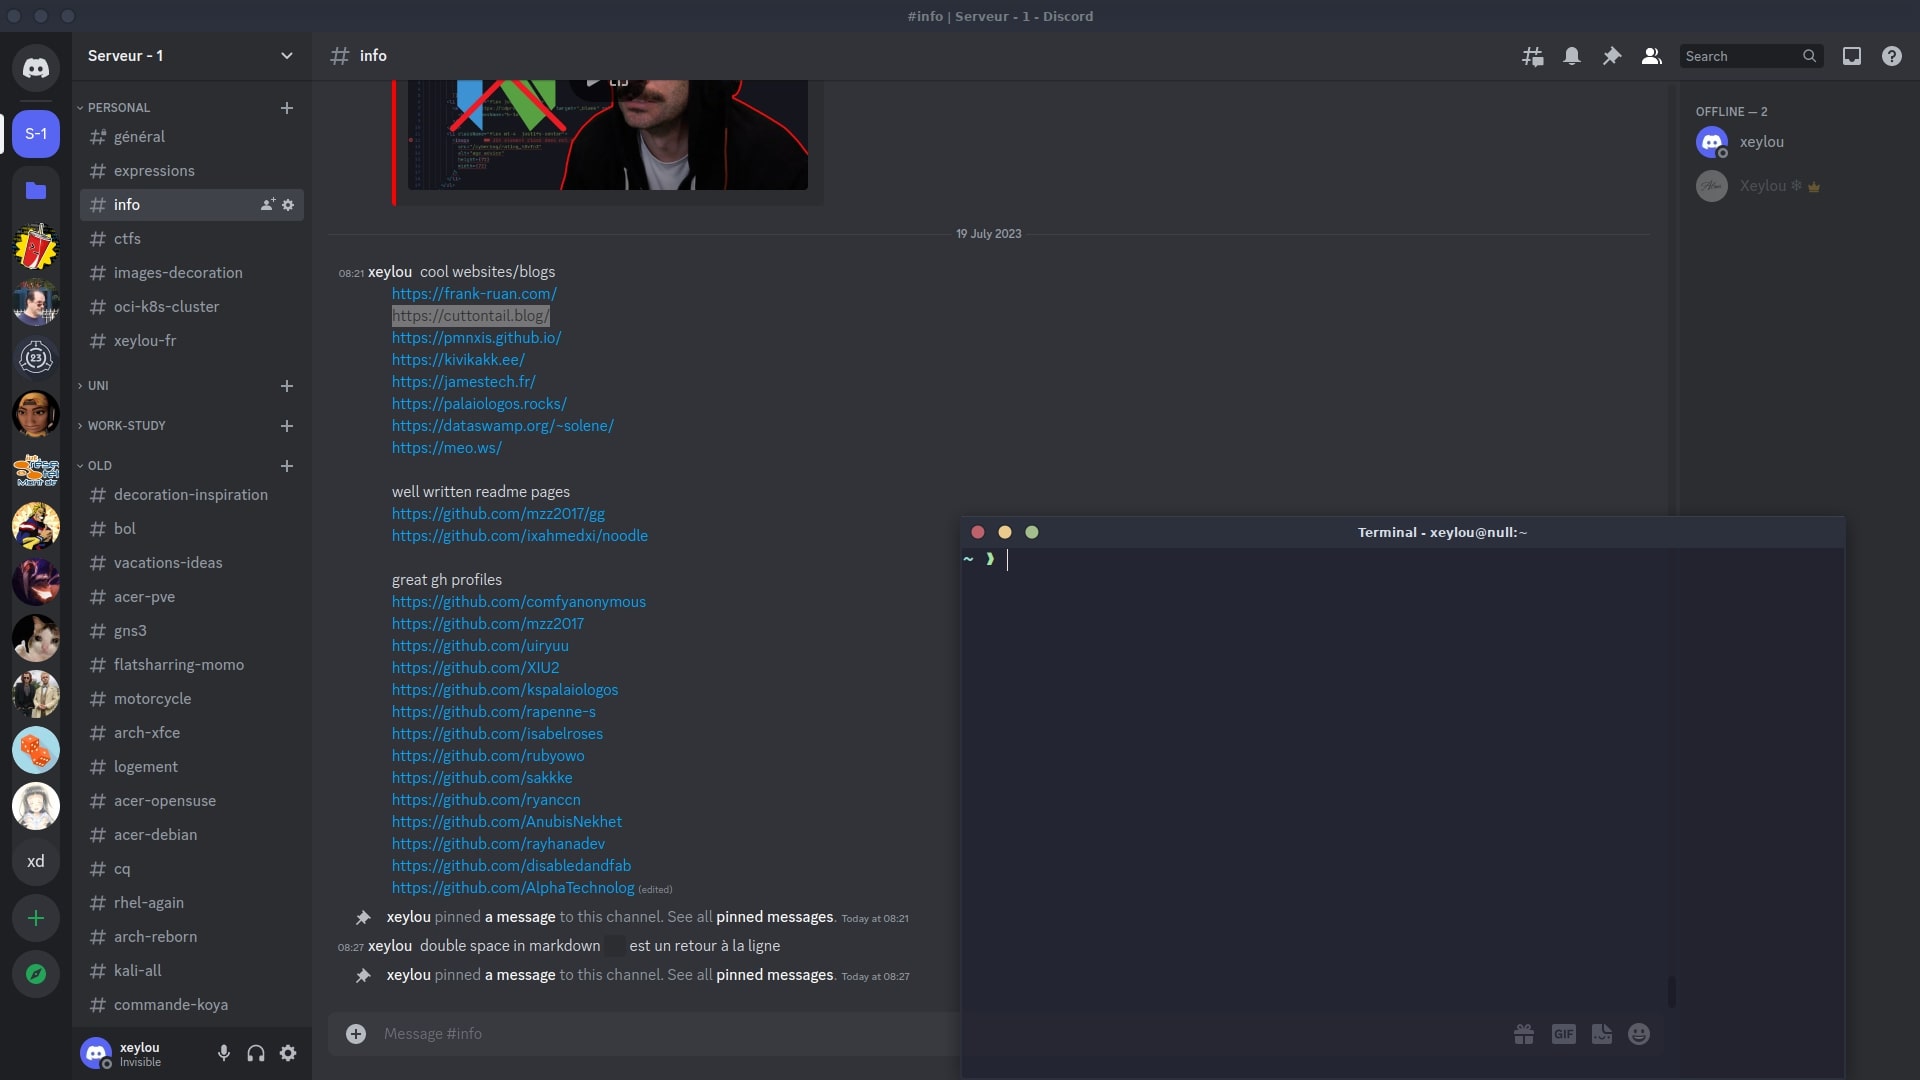 #info | Serveur - 1 - Discord
Serveur - 1
info
Search
PERSONAL
général
expressions
info
ctfs
images-decoration
oci-k8s-cluster
xeylou-fr
UNI
WORK-STUDY
OLD
decoration-inspiration
bol
vacations-ideas
acer-pve
gns3
flatsharring-momo
motorcycle
arch-xfce
logement
acer-opensuse
acer-debian
cq
rhel-again
arch-reborn
kali-all
commande-koya
xeylou
Invisible
S-1
23
xd
19 July 2023
08:21 xeylou cool websites/blogs
https://frank-ruan.com/
https://cuttontail.blog/
https://pmnxis.github.io/
https://kivikakk.ee/
https://jamestech.fr/
https://palaiologos.rocks/
https://dataswamp.org/~solene/
https://meo.ws/
well written readme pages
https://github.com/mzz2017/gg
https://github.com/ixahmedxi/noodle
great gh profiles
https://github.com/comfyanonymous
https://github.com/mzz2017
https://github.com/uiryuu
https://github.com/XIU2
https://github.com/kspalaiologos
https://github.com/rapenne-s
https://github.com/isabelroses
https://github.com/rubyowo
https://github.com/sakkke
https://github.com/ryanccn
https://github.com/AnubisNekhet
https://github.com/rayhanadev
https://github.com/disabledandfab
https://github.com/AlphaTechnolog (edited)
xeylou pinned a message to this channel. See all pinned messages. Today at 08:21
08:27 xeylou double space in markdown est un retour à la ligne
xeylou pinned a message to this channel. See all pinned messages. Today at 08:27
Message #info
GIF
OFFLINE — 2
xeylou
Xeylou ❄
Terminal - xeylou@null:~
~ ❯